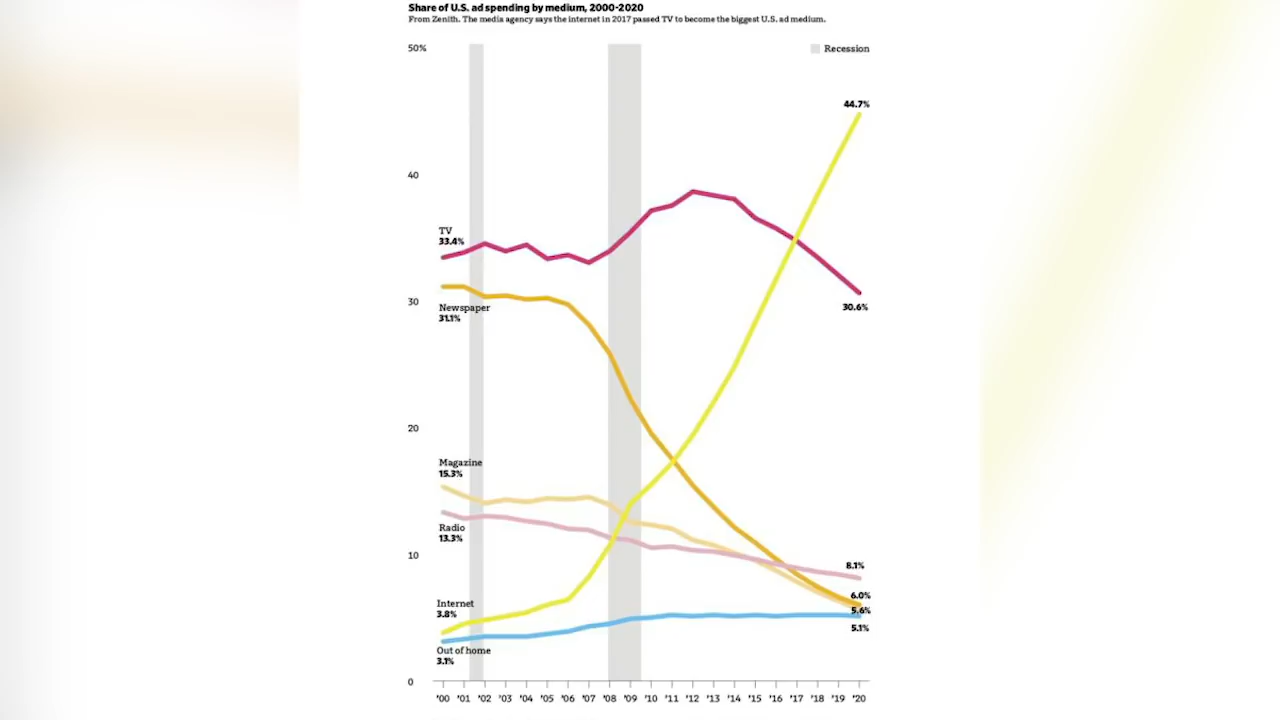 Share of U.S. ad spending by medium, 2000-2020
From Zenith. The media agency says the internet in 2017 passed TV to become the biggest U.S. ad medium.
50%
Recession
44.7%
40
TV
33.4%
30
30.6%
Newspaper
31.1%
20
Magazine
15.3%
Radio
13.3%
10
8.1%
6.0%
Internet
5.6%
3.8%
5.1%
Out of home
3.1%
0
'00 '01 '02 '03 '04 '05 '06 '07 '08 '09 '10 '11 '12 '13 '14 '15 '16 '17 '18 '19 '20